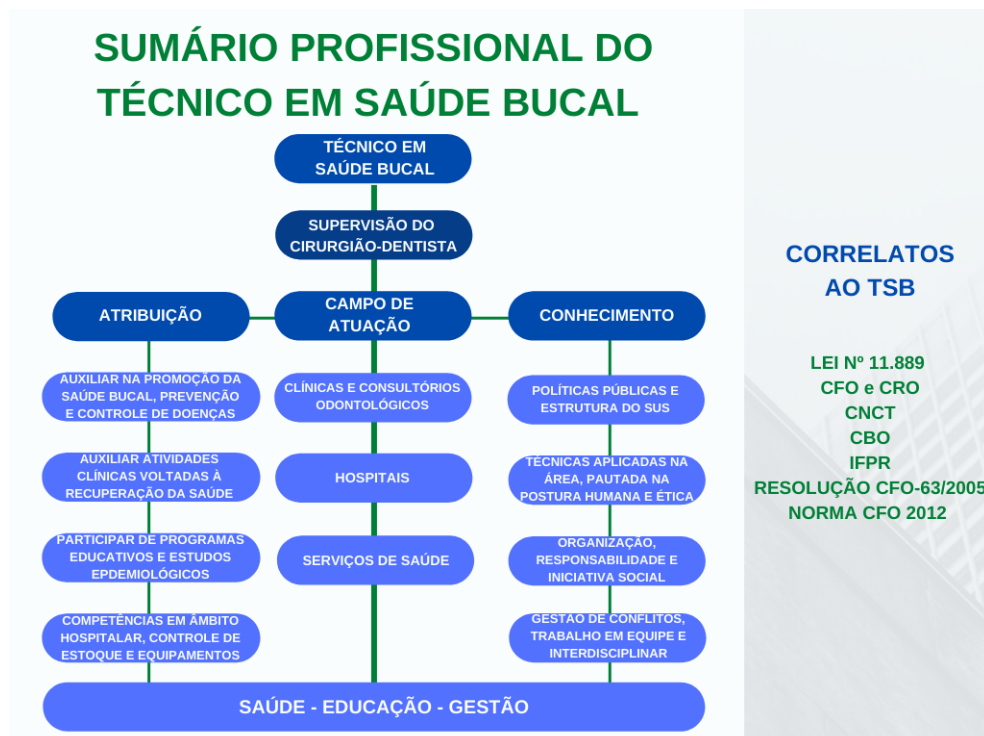 SUMÁRIO PROFISSIONAL DO
TÉCNICO EM SAÚDE BUCAL
TÉCNICO EM
SAÚDE BUCAL
SUPERVISÃO DO
CIRURGIÃO-DENTISTA
ATRIBUIÇÃO
CAMPO DE
ATUAÇÃO
CONHECIMENTO
AUXILIAR NA PROMOÇÃO DA
SAÚDE BUCAL, PREVENÇÃO
E CONTROLE DE DOENÇAS
AUXILIAR ATIVIDADES
CLÍNICAS VOLTADAS À
RECUPERAÇÃO DA SAÚDE
PARTICIPAR DE PROGRAMAS
EDUCATIVOS E ESTUDOS
EPDEMIOLÓGICOS
COMPETÊNCIAS EM ÂMBITO
HOSPITALAR, CONTROLE DE
ESTOQUE E EQUIPAMENTOS
CLÍNICAS E CONSULTÓRIOS
ODONTOLÓGICOS
HOSPITAIS
SERVIÇOS DE SAÚDE
POLÍTICAS PÚBLICAS E
ESTRUTURA DO SUS
TÉCNICAS APLICADAS NA
ÁREA, PAUTADA NA
POSTURA HUMANA E ÉTICA
ORGANIZAÇÃO,
RESPONSABILIDADE E
INICIATIVA SOCIAL
GESTÃO DE CONFLITOS,
TRABALHO EM EQUIPE E
INTERDISCIPLINAR
SAÚDE - EDUCAÇÃO - GESTÃO
CORRELATOS
AO TSB
LEI Nº 11.889
CFO e CRO
CNCT
CBO
IFPR
RESOLUÇÃO CFO-63/2005
NORMA CFO 2012